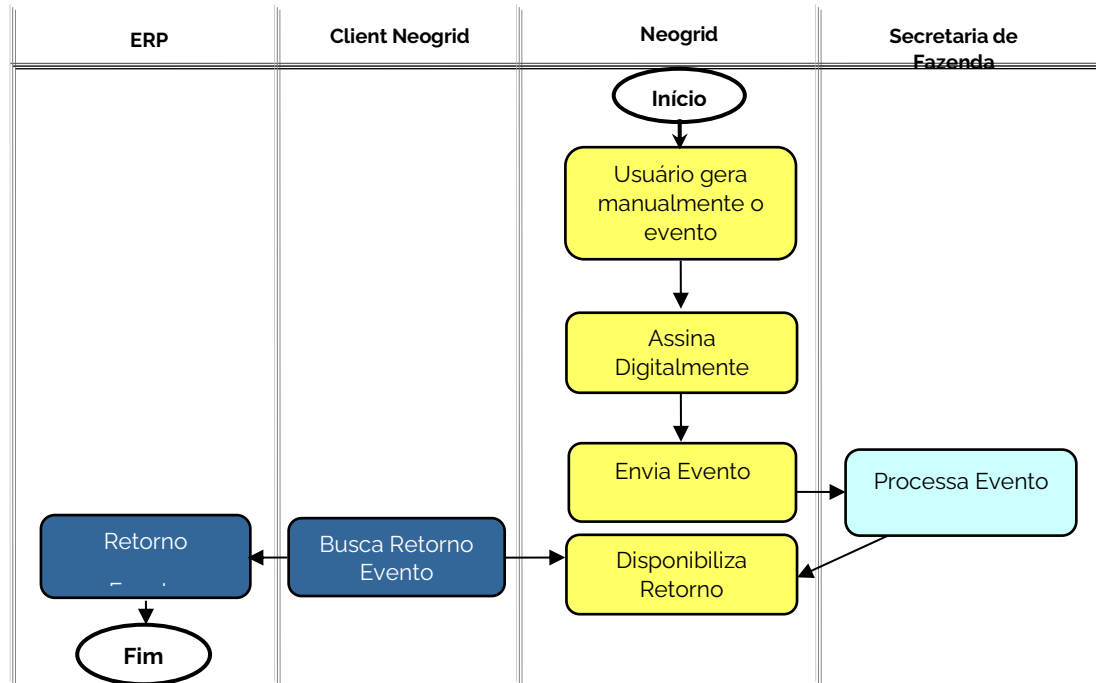 ERP
Client Neogrid
Neogrid
Secretaria de
Fazenda
Início
Usuário gera
manualmente o
evento
Assina
Digitalmente
Envia Evento
Processa Evento
Retorno
Busca Retorno
Evento
Disponibiliza
Retorno
Fim